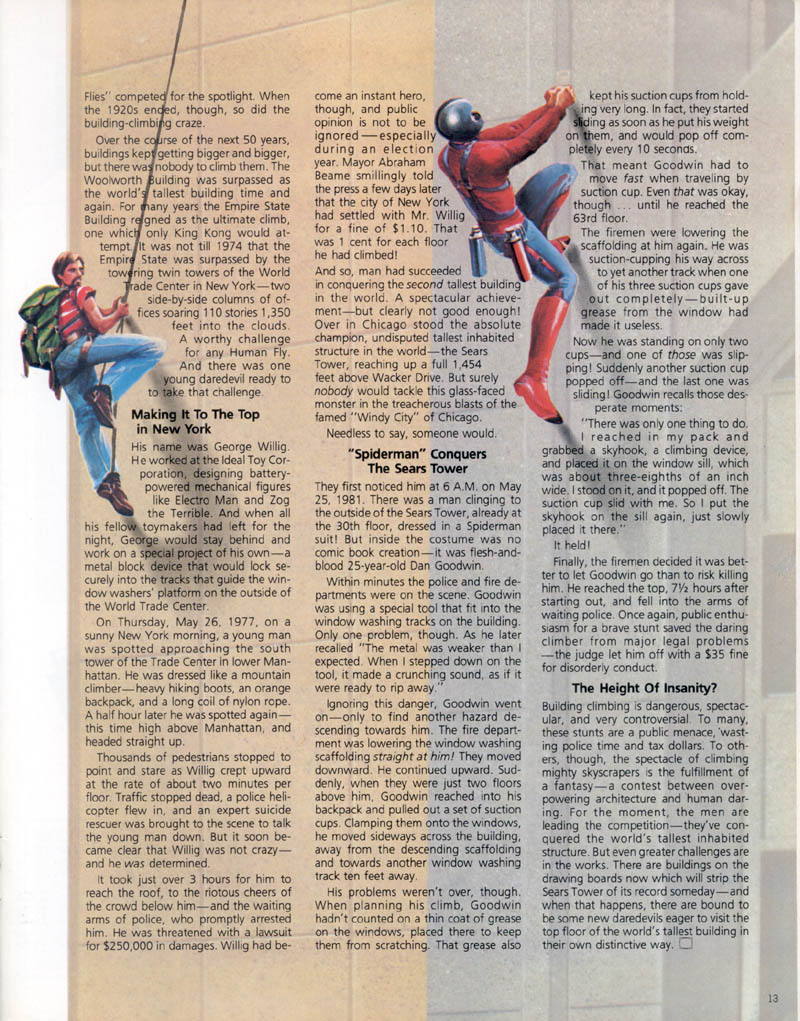 Flies" competed for the spotlight. When
the 1920s ended, though, so did the
building-climbing craze.
Over the course of the next 50 years,
buildings kept getting bigger and bigger,
but there was nobody to climb them. The
Woolworth Building was surpassed as
the world's tallest building time and
again. For many years the Empire State
Building reigned as the ultimate climb,
one which only King Kong would at-
tempt. It was not till 1974 that the
Empire State was surpassed by the
towering twin towers of the World
Trade Center in New York—two
side-by-side columns of of-
fices soaring 110 stories 1,350
feet into the clouds.
A worthy challenge
for any Human Fly.
And there was one
young daredevil ready to
to take that challenge.
Making It To The Top
in New York
His name was George Willig.
He worked at the Ideal Toy Cor-
poration, designing battery-
powered mechanical figures
like Electro Man and Zog
the Terrible. And when all
his fellow toymakers had left for the
night, George would stay behind and
work on a special project of his own—a
metal block device that would lock se-
curely into the tracks that guide the win-
dow washers' platform on the outside of
the World Trade Center.
On Thursday, May 26, 1977, on a
sunny New York morning, a young man
was spotted approaching the south
tower of the Trade Center in lower Man-
hattan. He was dressed like a mountain
climber—heavy hiking boots, an orange
backpack, and a long coil of nylon rope.
A half hour later he was spotted again—
this time high above Manhattan, and
headed straight up.
Thousands of pedestrians stopped to
point and stare as Willig crept upward
at the rate of about two minutes per
floor. Traffic stopped dead, a police heli-
copter flew in, and an expert suicide
rescuer was brought to the scene to talk
the young man down. But it soon be-
came clear that Willig was not crazy—
and he was determined.
It took just over 3 hours for him to
reach the roof, to the riotous cheers of
the crowd below him—and the waiting
arms of police, who promptly arrested
him. He was threatened with a lawsuit
for $250,000 in damages. Willig had be-
come an instant hero,
though, and public
opinion is not to be
ignored—especially
during an election
year. Mayor Abraham
Beame smillingly told
the press a few days later
that the city of New York
had settled with Mr. Willig
for a fine of $1.10. That
was 1 cent for each floor
he had climbed!
And so, man had succeeded
in conquering the second tallest building
in the world. A spectacular achieve-
ment—but clearly not good enough!
Over in Chicago stood the absolute
champion, undisputed tallest inhabited
structure in the world—the Sears
Tower, reaching up a full 1,454
feet above Wacker Drive. But surely
nobody would tackle this glass-faced
monster in the treacherous blasts of the
famed "Windy City" of Chicago.
Needless to say, someone would.
"Spiderman" Conquers
The Sears Tower
They first noticed him at 6 A.M. on May
25, 1981. There was a man clinging to
the outside of the Sears Tower, already at
the 30th floor, dressed in a Spiderman
suit! But inside the costume was no
comic book creation—it was flesh-and-
blood 25-year-old Dan Goodwin.
Within minutes the police and fire de-
partments were on the scene. Goodwin
was using a special tool that fit into the
window washing tracks on the building.
Only one problem, though. As he later
recalled "The metal was weaker than I
expected. When I stepped down on the
tool, it made a crunching sound, as if it
were ready to rip away."
Ignoring this danger, Goodwin went
on—only to find another hazard de-
scending towards him. The fire depart-
ment was lowering the window washing
scaffolding straight at him! They moved
downward. He continued upward. Sud-
denly, when they were just two floors
above him, Goodwin reached into his
backpack and pulled out a set of suction
cups. Clamping them onto the windows,
he moved sideways across the building,
away from the descending scaffolding
and towards another window washing
track ten feet away.
His problems weren't over, though.
When planning his climb, Goodwin
hadn't counted on a thin coat of grease
on the windows, placed there to keep
them from scratching. That grease also
kept his suction cups from hold-
ing very long. In fact, they started
sliding as soon as he put his weight
on them, and would pop off com-
pletely every 10 seconds.
That meant Goodwin had to
move fast when traveling by
suction cup. Even that was okay,
though ... until he reached the
63rd floor.
The firemen were lowering the
scaffolding at him again. He was
suction-cupping his way across
to yet another track when one
of his three suction cups gave
out completely—built-up
grease from the window had
made it useless.
Now he was standing on only two
cups—and one of those was slip-
ping! Suddenly another suction cup
popped off—and the last one was
sliding! Goodwin recalls those des-
perate moments:
"There was only one thing to do.
I reached in my pack and
grabbed a skyhook, a climbing device,
and placed it on the window sill, which
was about three-eighths of an inch
wide. I stood on it, and it popped off. The
suction cup slid with me. So I put the
skyhook on the sill again, just slowly
placed it there."
It held!
Finally, the firemen decided it was bet-
ter to let Goodwin go than to risk killing
him. He reached the top, 7½ hours after
starting out, and fell into the arms of
waiting police. Once again, public enthu-
siasm for a brave stunt saved the daring
climber from major legal problems
—the judge let him off with a $35 fine
for disorderly conduct.
The Height Of Insanity?
Building climbing is dangerous, spectac-
ular, and very controversial. To many,
these stunts are a public menace, wast-
ing police time and tax dollars. To oth-
ers, though, the spectacle of climbing
mighty skyscrapers is the fulfillment of
a fantasy—a contest between over-
powering architecture and human dar-
ing. For the moment, the men are
leading the competition—they've con-
quered the world's tallest inhabited
structure. But even greater challenges are
in the works. There are buildings on the
drawing boards now which will strip the
Sears Tower of its record someday—and
when that happens, there are bound to
be some new daredevils eager to visit the
top floor of the world's tallest building in
their own distinctive way.
13